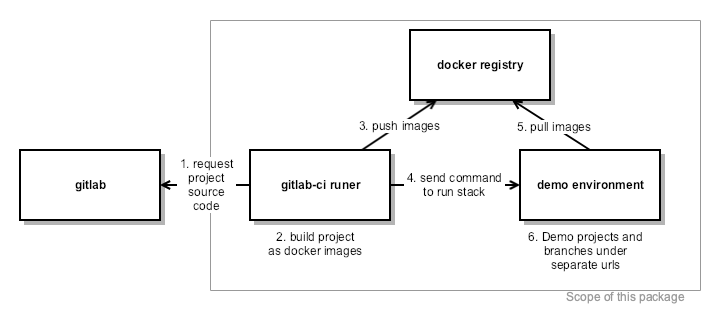 docker registry
3. push images
5. pull images
gitlab
1. request
project
source
code
gitlab-ci runer
4. send command
to run stack
demo environment
2. build project
as docker images
6. Demo projects and
branches under
separate urls
Scope of this package